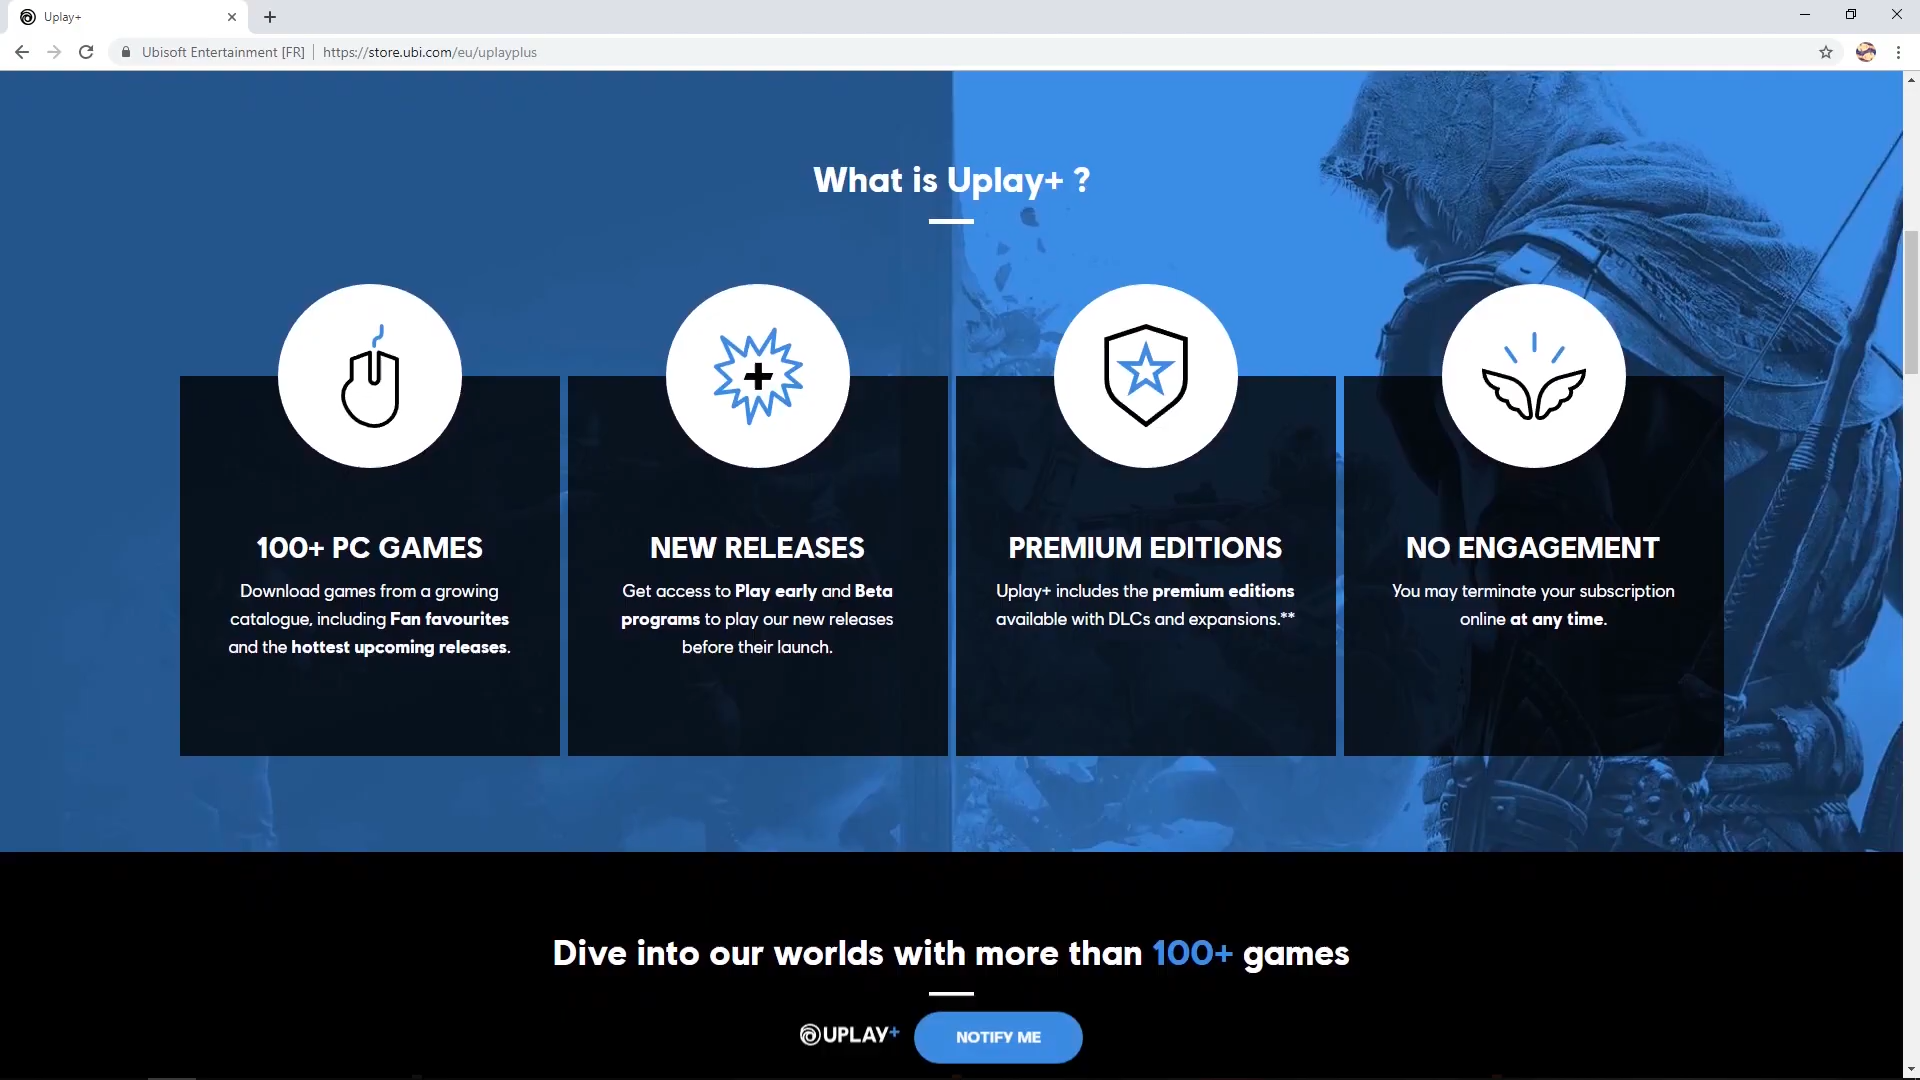 Uplay+
Ubisoft Entertainment [FR] | https://store.ubi.com/eu/uplayplus
What is Uplay+ ?
100+ PC GAMES
Download games from a growing
catalogue, including Fan favourites
and the hottest upcoming releases.
NEW RELEASES
Get access to Play early and Beta
programs to play our new releases
before their launch.
PREMIUM EDITIONS
Uplay+ includes the premium editions
available with DLCs and expansions.**
NO ENGAGEMENT
You may terminate your subscription
online at any time.
Dive into our worlds with more than 100+ games
UPLAY+
NOTIFY ME